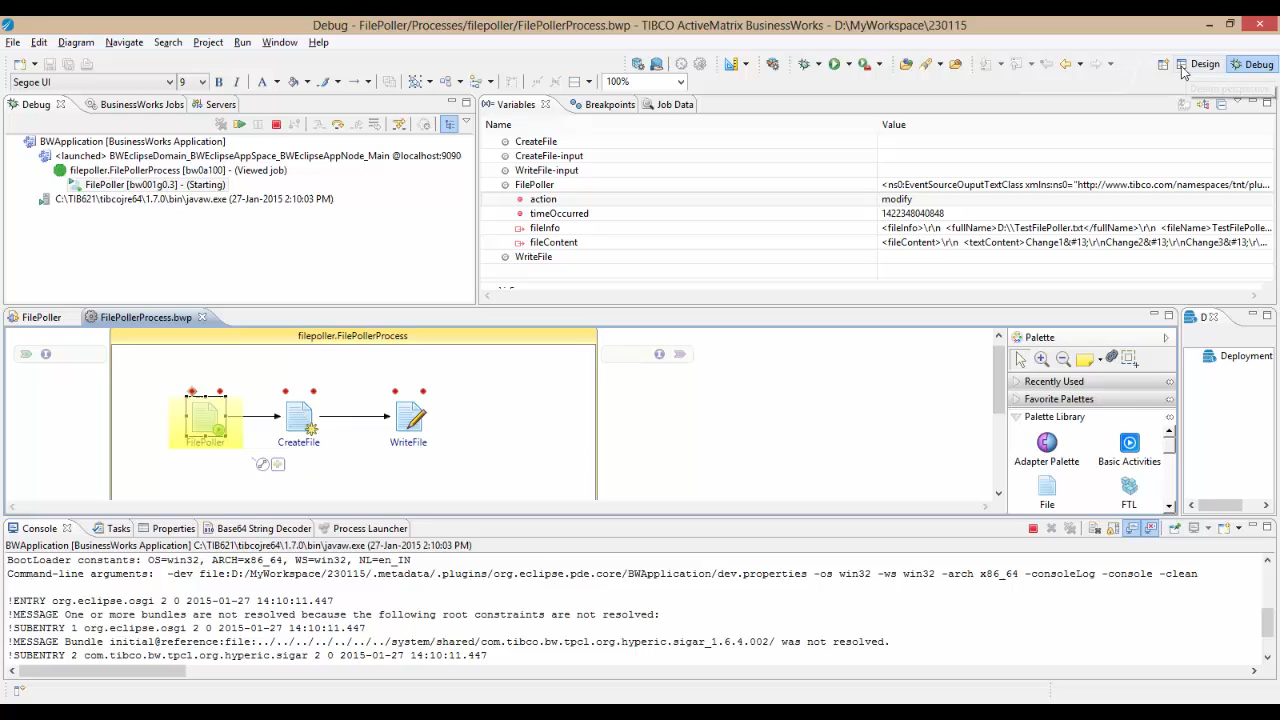 Debug - FilePoller/Processes/filepoller/FilePollerProcess.bwp - TIBCO ActiveMatrix BusinessWorks - D:\MyWorkspace\230115
File Edit Diagram Navigate Search Project Run Window Help
Design Debug
Segoe UI 9 B I A 100%
Debug BusinessWorks Jobs Servers
BWApplication [BusinessWorks Application]
<launched> BWEclipseDomain_BWEclipseAppSpace_BWEclipseAppNode_Main @localhost:9090
filepoller.FilePollerProcess [bw0a100] - (Viewed job)
FilePoller [bw001g0.3] - (Starting)
C:\TIB621\tibcojre64\1.7.0\bin\javaw.exe (27-Jan-2015 2:10:03 PM)
Variables Breakpoints Job Data
Name Value
CreateFile
CreateFile-input
WriteFile-input
FilePoller <ns0:EventSourceOuputTextClass xmlns:ns0="http://www.tibco.com/namespaces/tnt/plu...
action modify
timeOccurred 1422348040848
fileInfo <fileInfo>\r\n <fullName>D:\\TestFilePoller.txt</fullName>\r\n <fileName>TestFilePolle...
fileContent <fileContent>\r\n <textContent>Change1&#13;\r\nChange2&#13;\r\nChange3&#13;\r\...
WriteFile
FilePoller FilePollerProcess.bwp
filepoller.FilePollerProcess
FilePoller CreateFile WriteFile
Palette
Recently Used
Favorite Palettes
Palette Library
Adapter Palette Basic Activities
File FTL
D
Deployment
Console Tasks Properties Base64 String Decoder Process Launcher
BWApplication [BusinessWorks Application] C:\TIB621\tibcojre64\1.7.0\bin\javaw.exe (27-Jan-2015 2:10:03 PM)
BootLoader constants: OS=win32, ARCH=x86_64, WS=win32, NL=en_IN
Command-line arguments: -dev file:D:/MyWorkspace/230115/.metadata/.plugins/org.eclipse.pde.core/BWApplication/dev.properties -os win32 -ws win32 -arch x86_64 -consoleLog -console -clean
!ENTRY org.eclipse.osgi 2 0 2015-01-27 14:10:11.447
!MESSAGE One or more bundles are not resolved because the following root constraints are not resolved:
!SUBENTRY 1 org.eclipse.osgi 2 0 2015-01-27 14:10:11.447
!MESSAGE Bundle initial@reference:file:../../../../../../system/shared/com.tibco.bw.tpcl.org.hyperic.sigar_1.6.4.002/ was not resolved.
!SUBENTRY 2 com.tibco.bw.tpcl.org.hyperic.sigar 2 0 2015-01-27 14:10:11.447